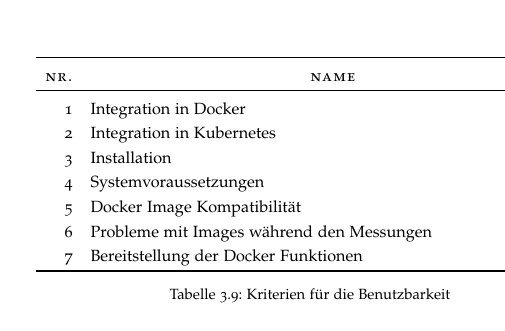 NR. NAME
1 Integration in Docker
2 Integration in Kubernetes
3 Installation
4 Systemvoraussetzungen
5 Docker Image Kompatibilität
6 Probleme mit Images während den Messungen
7 Bereitstellung der Docker Funktionen
Tabelle 3.9: Kriterien für die Benutzbarkeit